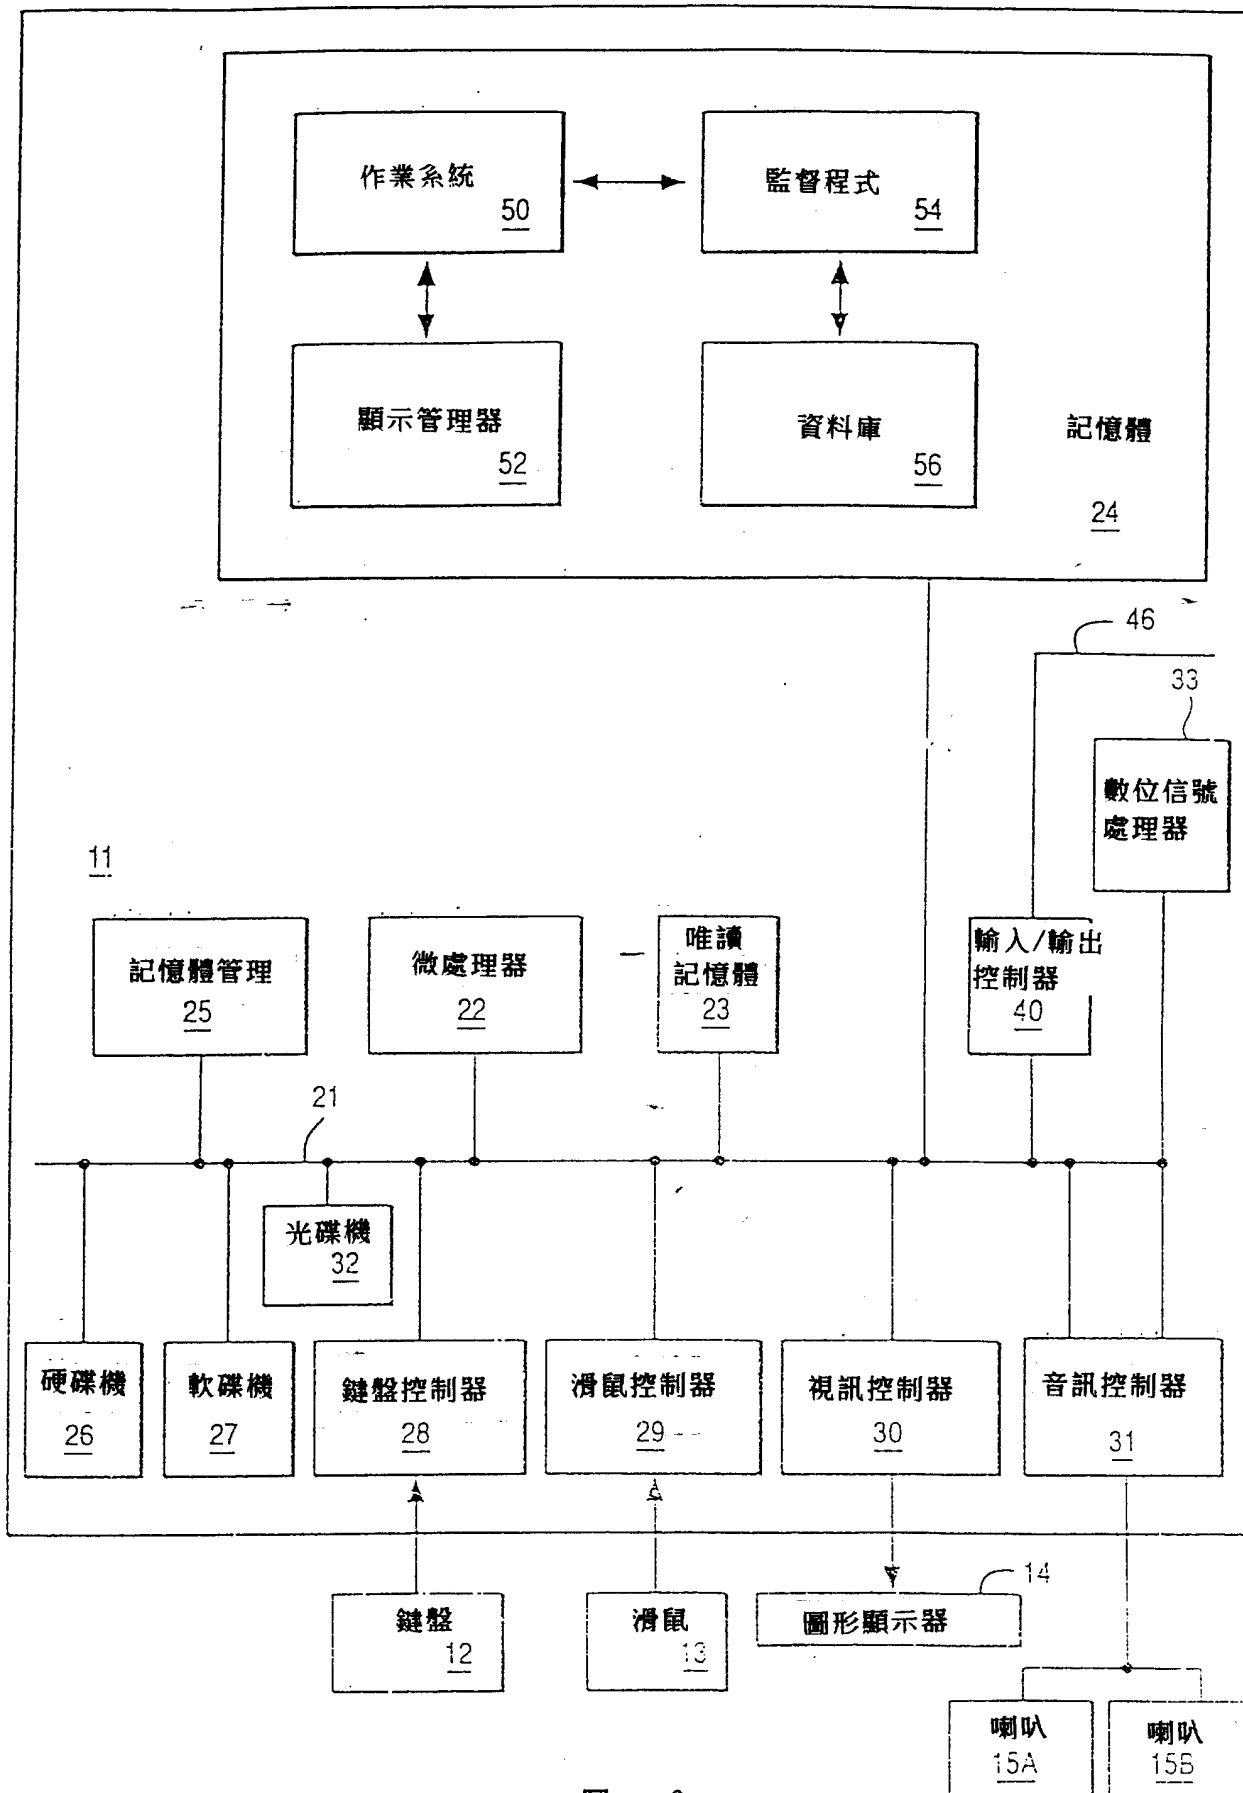 作業系統
50
監督程式
54
顯示管理器
52
資料庫
56
記憶體
24
46
33
數位信號
處理器
11
記憶體管理
25
微處理器
22
唯讀
記憶體
23
輸入/輸出
控制器
40
21
光碟機
32
硬碟機
26
軟碟機
27
鍵盤控制器
28
滑鼠控制器
29
視訊控制器
30
音訊控制器
31
鍵盤
12
滑鼠
13
圖形顯示器
14
喇叭
15A
喇叭
15B